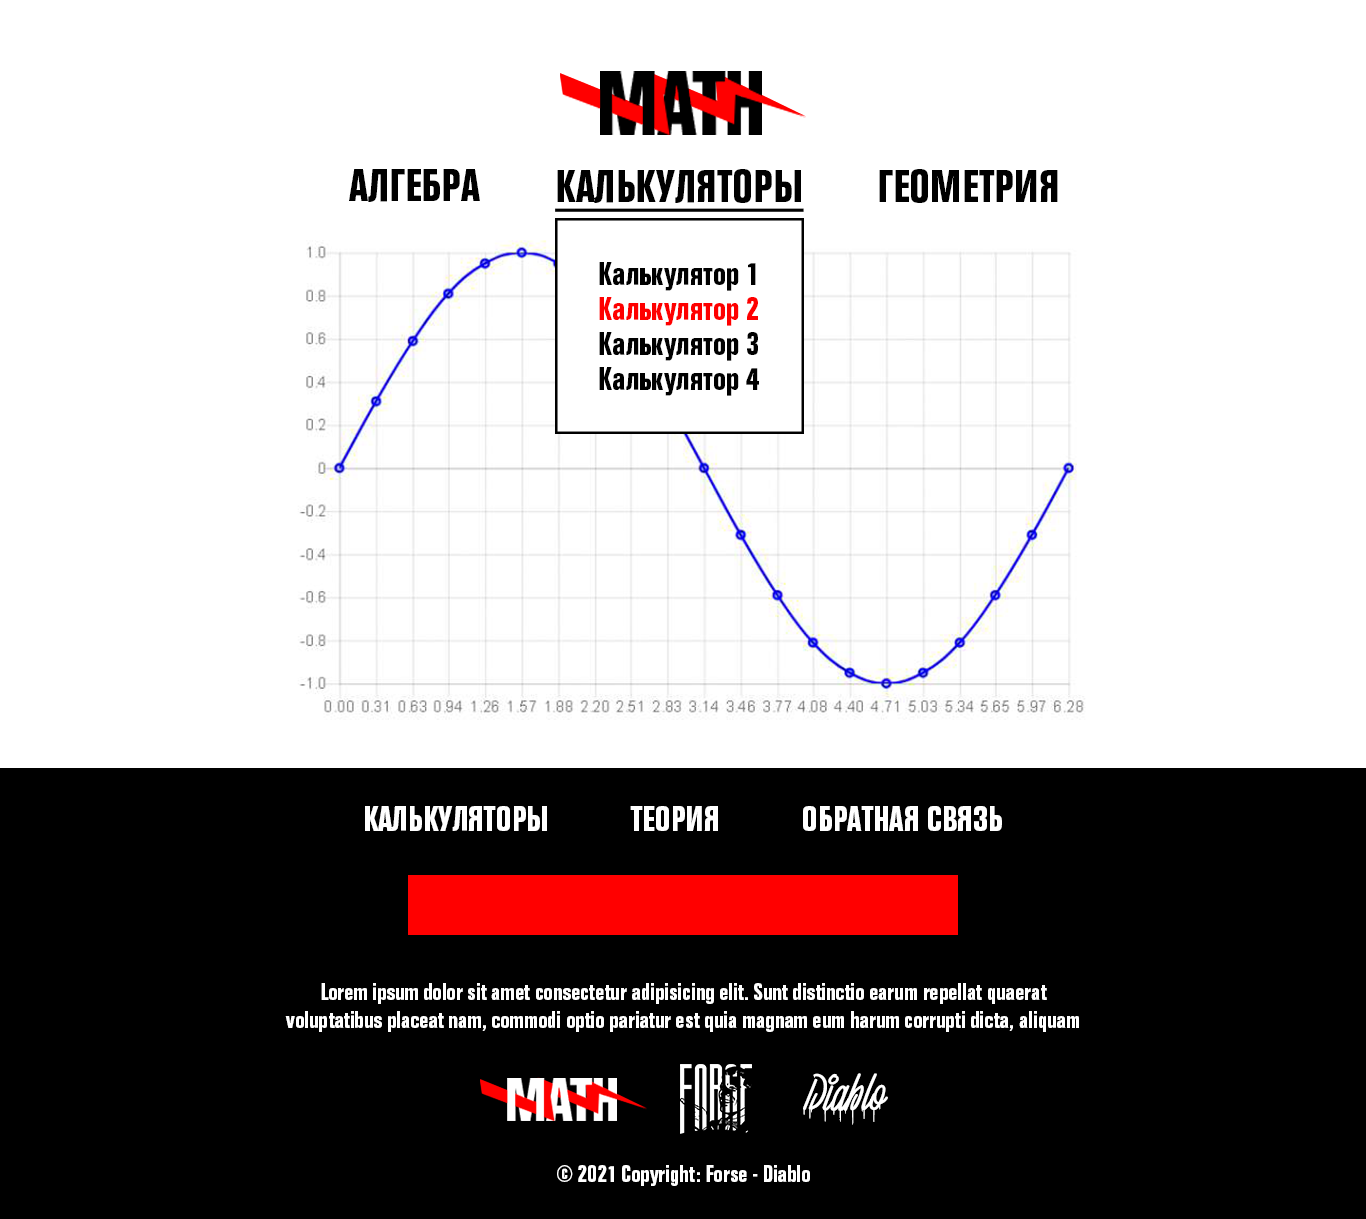 MATH
АЛГЕБРА КАЛЬКУЛЯТОРЫ ГЕОМЕТРИЯ
Калькулятор 1
Калькулятор 2
Калькулятор 3
Калькулятор 4
1.0
0.8
0.6
0.4
0.2
0
-0.2
-0.4
-0.6
-0.8
-1.0
0.00 0.31 0.63 0.94 1.26 1.57 1.88 2.20 2.51 2.83 3.14 3.46 3.77 4.08 4.40 4.71 5.03 5.34 5.65 5.97 6.28
КАЛЬКУЛЯТОРЫ ТЕОРИЯ ОБРАТНАЯ СВЯЗЬ
Lorem ipsum dolor sit amet consectetur adipisicing elit. Sunt distinctio earum repellat quaerat
voluptatibus placeat nam, commodi optio pariatur est quia magnam eum harum corrupti dicta, aliquam
MATH FORSE Diablo
© 2021 Copyright: Forse - Diablo